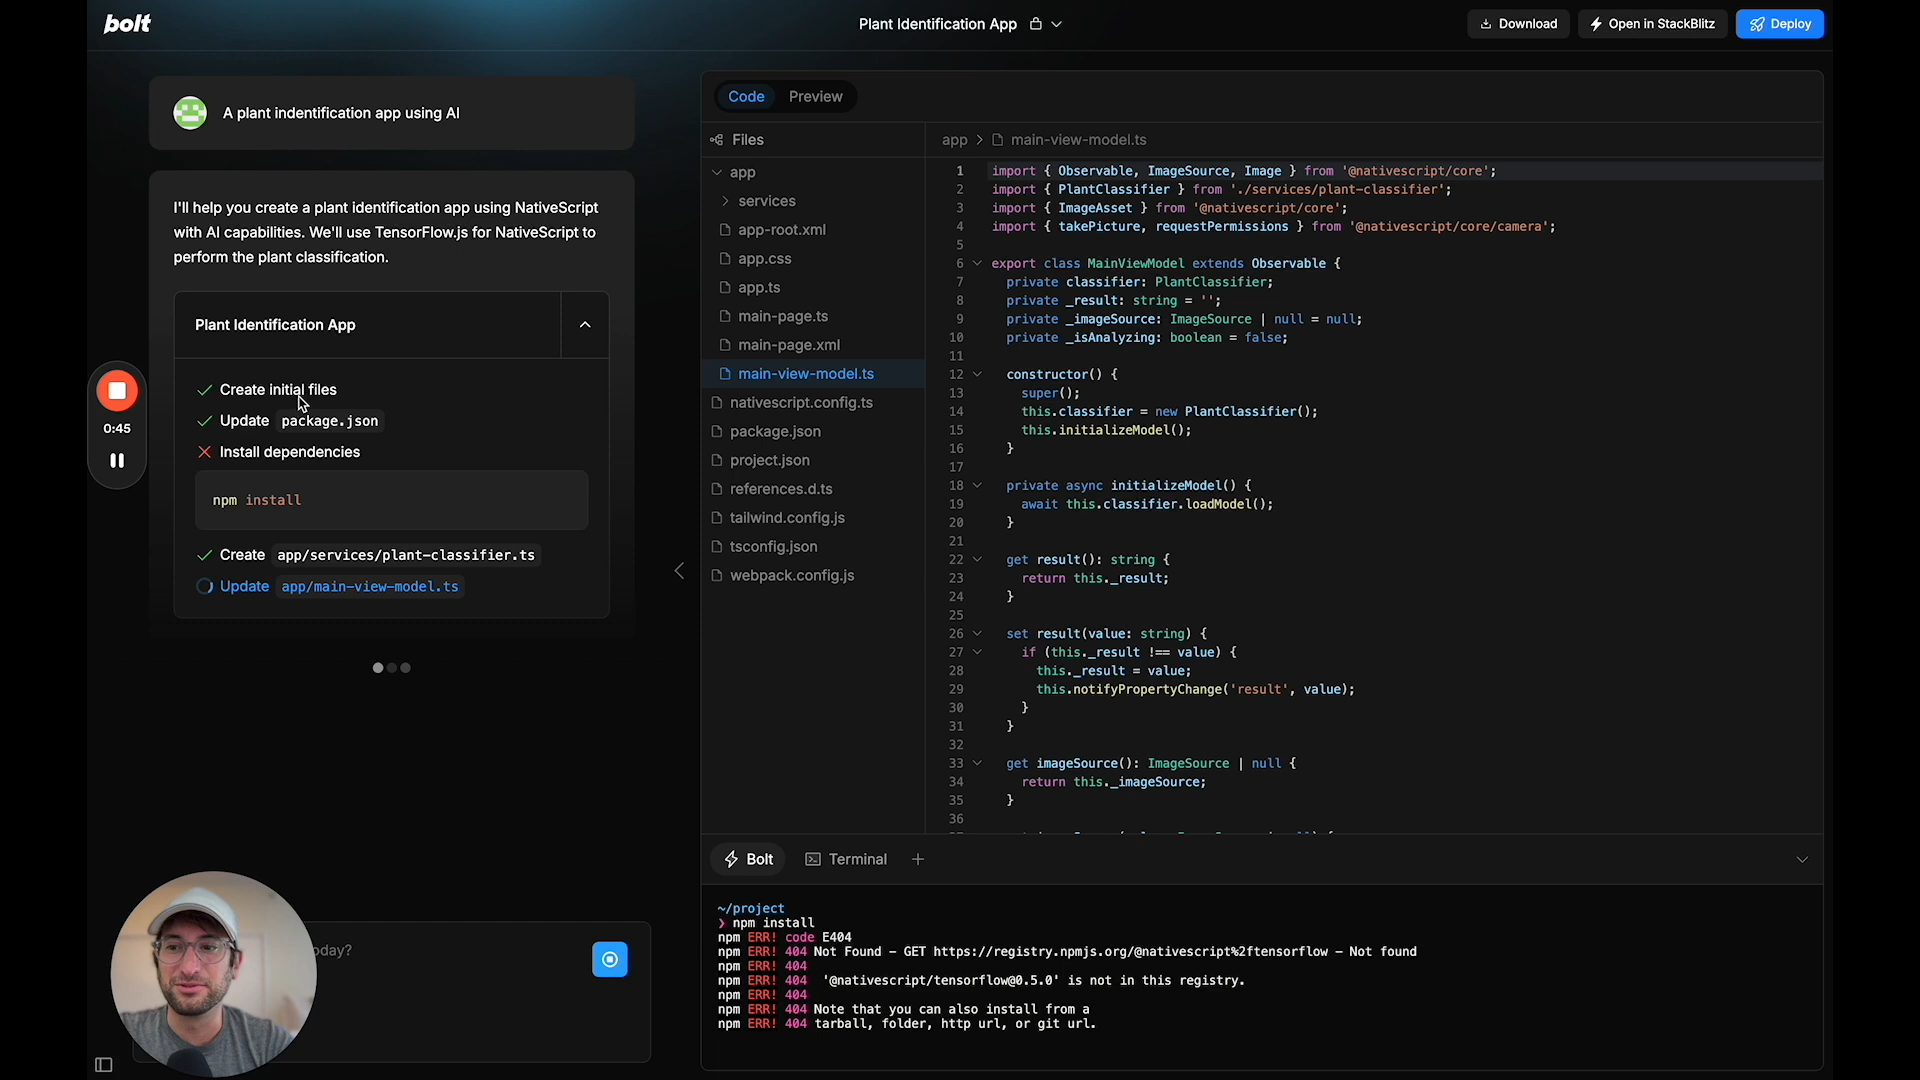 bolt
Plant Identification App
Download
Open in StackBlitz
Deploy
A plant indentification app using AI
I'll help you create a plant identification app using NativeScript
with AI capabilities. We'll use TensorFlow.js for NativeScript to
perform the plant classification.
Plant Identification App
Create initial files
Update package.json
Install dependencies
npm install
Create app/services/plant-classifier.ts
Update app/main-view-model.ts
0:45
oday?
Code Preview
Files
app
services
app-root.xml
app.css
app.ts
main-page.ts
main-page.xml
main-view-model.ts
nativescript.config.ts
package.json
project.json
references.d.ts
tailwind.config.js
tsconfig.json
webpack.config.js
app > main-view-model.ts
1 import { Observable, ImageSource, Image } from '@nativescript/core';
2 import { PlantClassifier } from './services/plant-classifier';
3 import { ImageAsset } from '@nativescript/core';
4 import { takePicture, requestPermissions } from '@nativescript/core/camera';
5
6 export class MainViewModel extends Observable {
7 private classifier: PlantClassifier;
8 private _result: string = '';
9 private _imageSource: ImageSource | null = null;
10 private _isAnalyzing: boolean = false;
11
12 constructor() {
13 super();
14 this.classifier = new PlantClassifier();
15 this.initializeModel();
16 }
17
18 private async initializeModel() {
19 await this.classifier.loadModel();
20 }
21
22 get result(): string {
23 return this._result;
24 }
25
26 set result(value: string) {
27 if (this._result !== value) {
28 this._result = value;
29 this.notifyPropertyChange('result', value);
30 }
31 }
32
33 get imageSource(): ImageSource | null {
34 return this._imageSource;
35 }
36
Bolt
Terminal
~/project
❯ npm install
npm ERR! code E404
npm ERR! 404 Not Found - GET https://registry.npmjs.org/@nativescript%2ftensorflow - Not found
npm ERR! 404
npm ERR! 404 '@nativescript/tensorflow@0.5.0' is not in this registry.
npm ERR! 404
npm ERR! 404 Note that you can also install from a
npm ERR! 404 tarball, folder, http url, or git url.